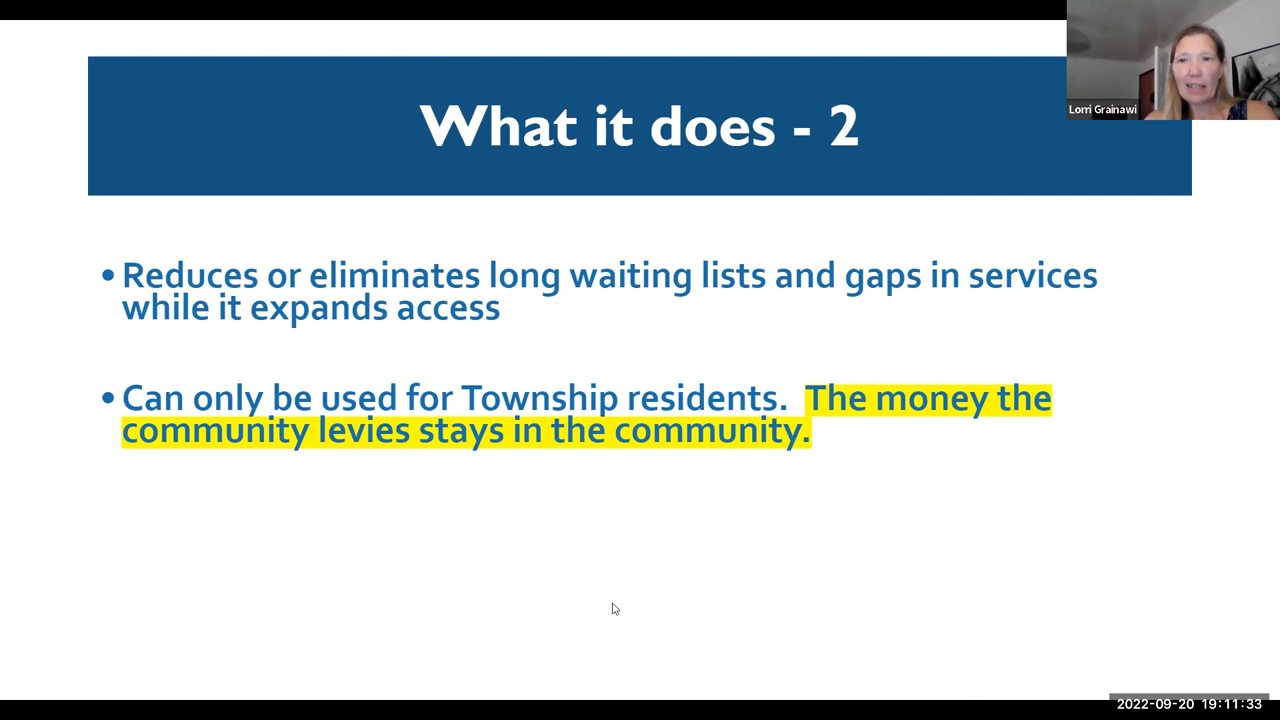 What it does - 2
Lorri Grainawi
• Reduces or eliminates long waiting lists and gaps in services
while it expands access
• Can only be used for Township residents. The money the
community levies stays in the community.
2022-09-20 19:11:33